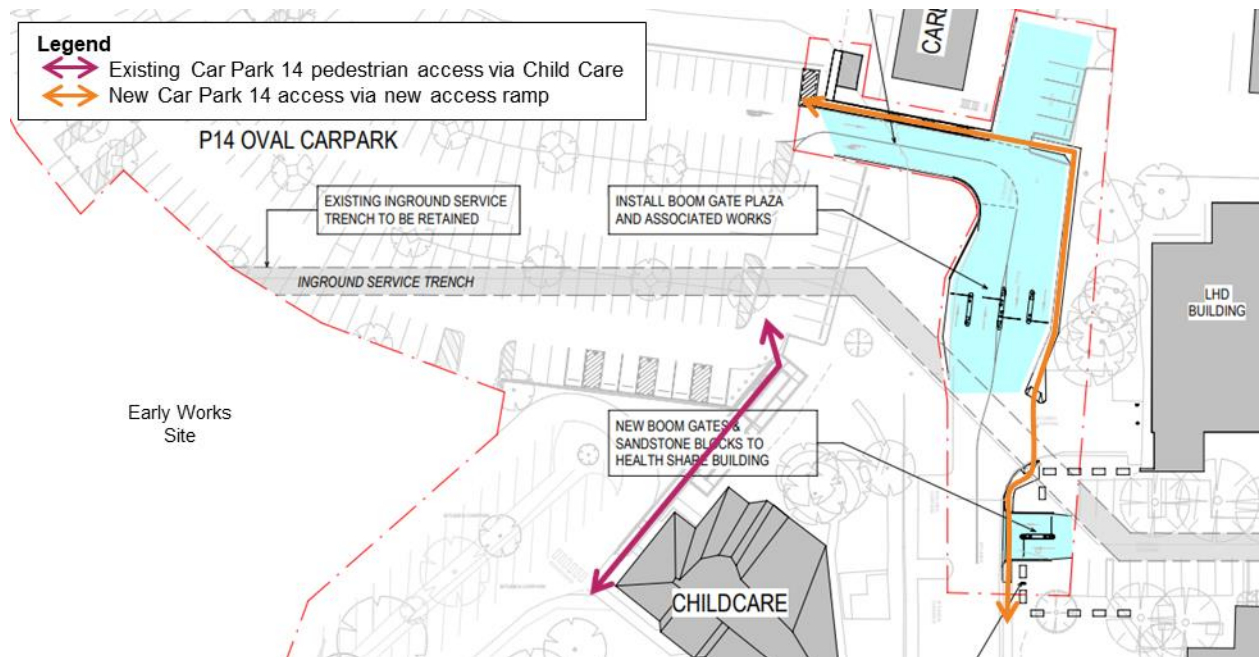 Legend
Existing Car Park 14 pedestrian access via Child Care
New Car Park 14 access via new access ramp
P14 OVAL CARPARK
EXISTING INGROUND SERVICE
TRENCH TO BE RETAINED
INSTALL BOOM GATE PLAZA
AND ASSOCIATED WORKS
INGROUND SERVICE TRENCH
LHD
BUILDING
Early Works
Site
NEW BOOM GATES &
SANDSTONE BLOCKS TO
HEALTH SHARE BUILDING
CHILDCARE